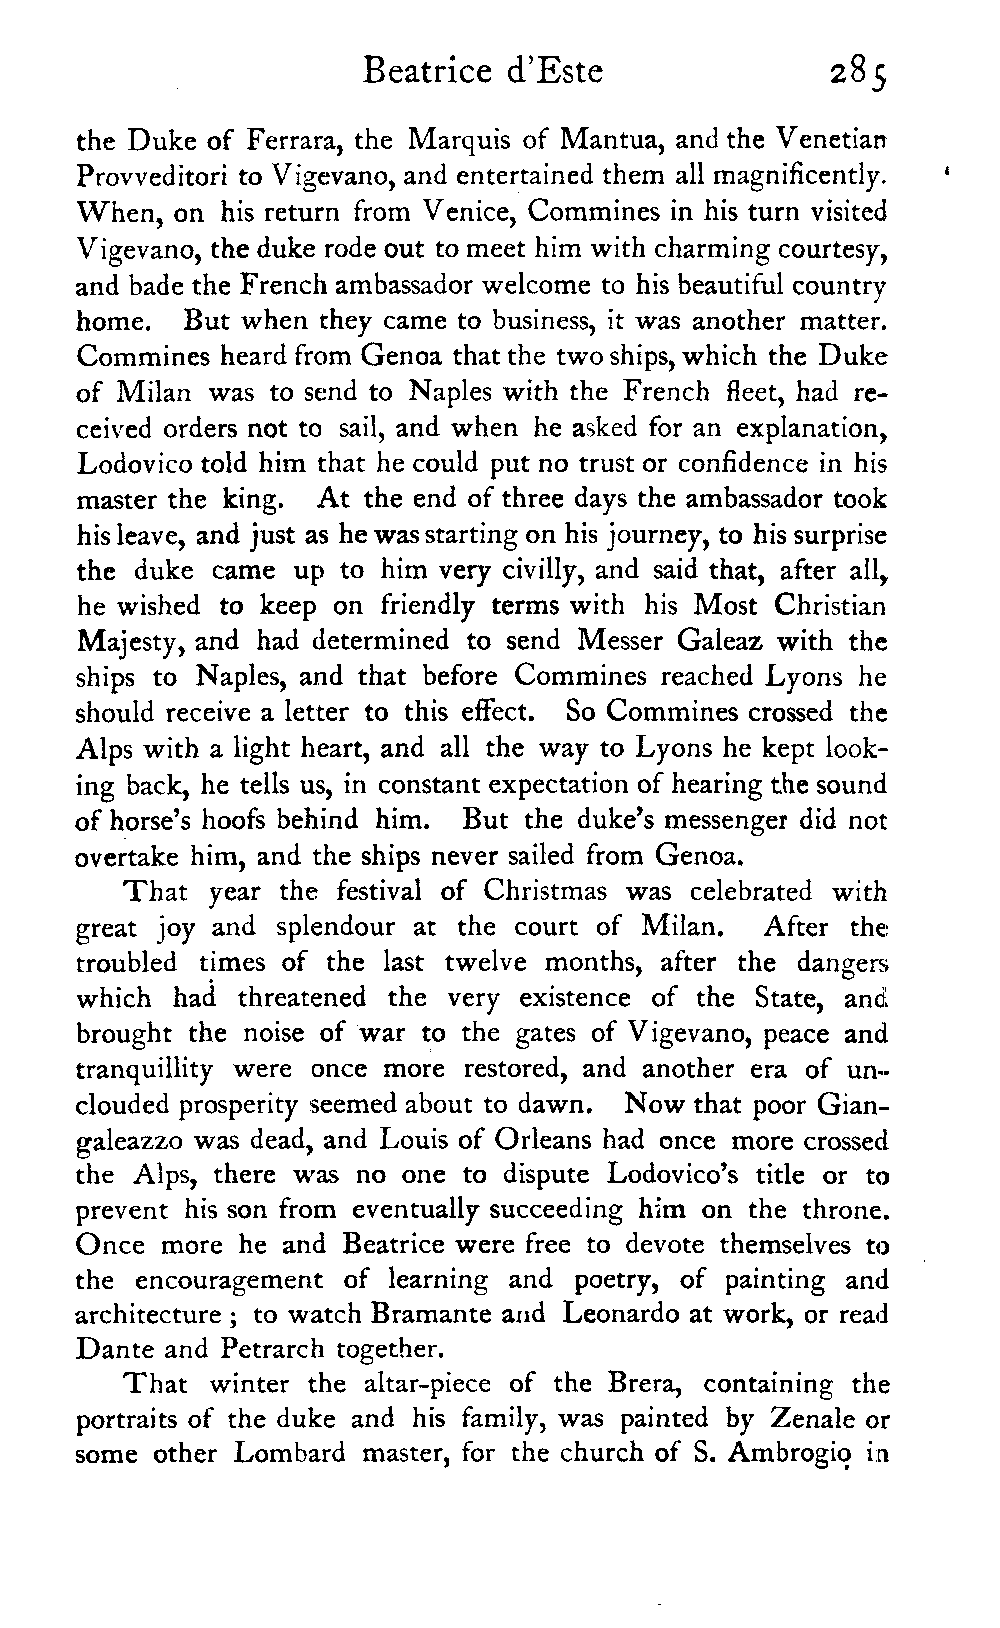 Beatrice d'Este 285
the Duke of Ferrara, the Marquis of Mantua, and the Venetian
Provveditori to Vigevano, and entertained them all magnificently.
When, on his return from Venice, Commines in his turn visited
Vigevano, the duke rode out to meet him with charming courtesy,
and bade the French ambassador welcome to his beautiful country
home. But when they came to business, it was another matter.
Commines heard from Genoa that the two ships, which the Duke
of Milan was to send to Naples with the French fleet, had re-
ceived orders not to sail, and when he asked for an explanation,
Lodovico told him that he could put no trust or confidence in his
master the king. At the end of three days the ambassador took
his leave, and just as he was starting on his journey, to his surprise
the duke came up to him very civilly, and said that, after all,
he wished to keep on friendly terms with his Most Christian
Majesty, and had determined to send Messer Galeaz with the
ships to Naples, and that before Commines reached Lyons he
should receive a letter to this effect. So Commines crossed the
Alps with a light heart, and all the way to Lyons he kept look-
ing back, he tells us, in constant expectation of hearing the sound
of horse's hoofs behind him. But the duke's messenger did not
overtake him, and the ships never sailed from Genoa.
That year the festival of Christmas was celebrated with
great joy and splendour at the court of Milan. After the
troubled times of the last twelve months, after the dangers
which had threatened the very existence of the State, and
brought the noise of war to the gates of Vigevano, peace and
tranquillity were once more restored, and another era of un-
clouded prosperity seemed about to dawn. Now that poor Gian-
galeazzo was dead, and Louis of Orleans had once more crossed
the Alps, there was no one to dispute Lodovico's title or to
prevent his son from eventually succeeding him on the throne.
Once more he and Beatrice were free to devote themselves to
the encouragement of learning and poetry, of painting and
architecture ; to watch Bramante and Leonardo at work, or read
Dante and Petrarch together.
That winter the altar-piece of the Brera, containing the
portraits of the duke and his family, was painted by Zenale or
some other Lombard master, for the church of S. Ambrogio in